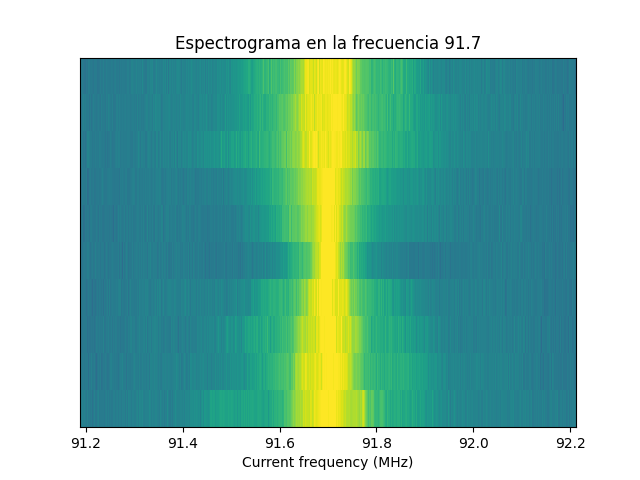 Espectrograma en la frecuencia 91.7
91.2 91.4 91.6 91.8 92.0 92.2
Current frequency (MHz)